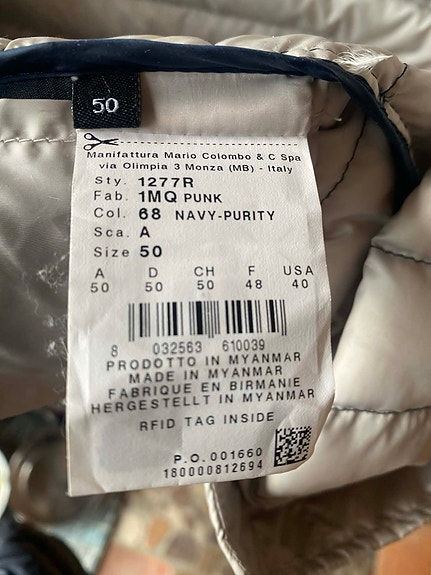 50
Manifattura Mario Colombo & C Spa
via Olimpia 3 Monza (MB) - Italy
Sty. 1277R
Fab. 1MQ PUNK
Col. 68 NAVY-PURITY
Sca. A
Size 50
A D CH F USA
50 50 50 48 40
8 032563 610039
PRODOTTO IN MYANMAR
MADE IN MYANMAR
FABRIQUE EN BIRMANIE
HERGESTELLT IN MYANMAR
RFID TAG INSIDE
P.O. 001660
180000812694